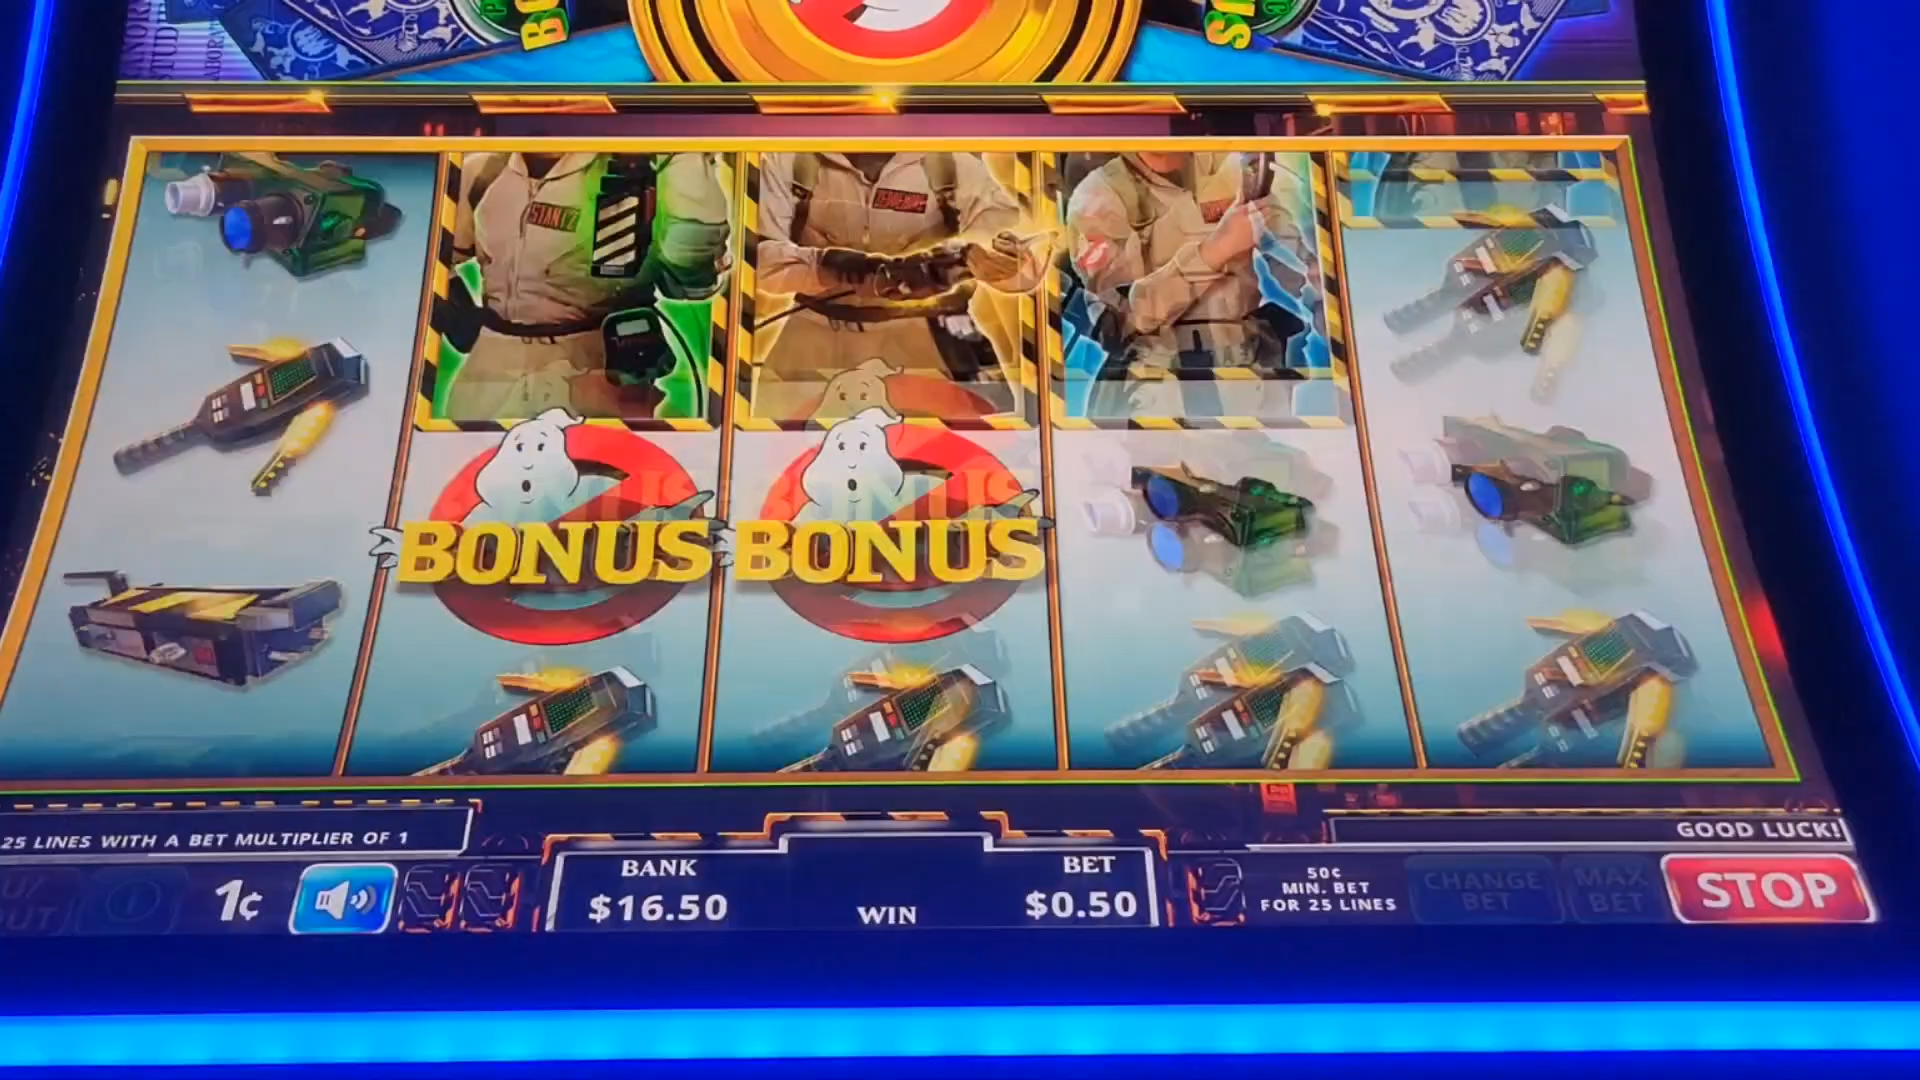 BO
STANTZ
BONUS
BONUS
25 LINES WITH A BET MULTIPLIER OF 1
GOOD LUCK!
1¢
BANK
$16.50
WIN
BET
$0.50
50¢
MIN. BET
FOR 25 LINES
CHANGE
BET
MAX
BET
STOP